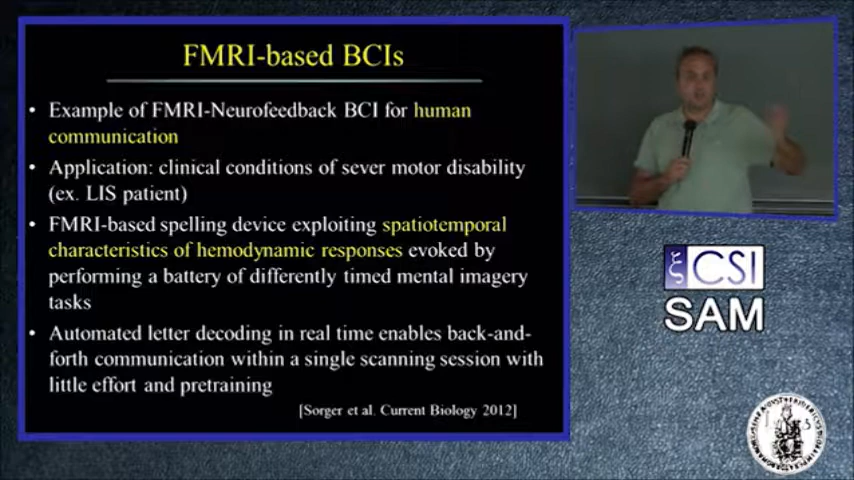 FMRI-based BCIs
• Example of FMRI-Neurofeedback BCI for human
communication
• Application: clinical conditions of sever motor disability
(ex. LIS patient)
• FMRI-based spelling device exploiting spatiotemporal
characteristics of hemodynamic responses evoked by
performing a battery of differently timed mental imagery
tasks
• Automated letter decoding in real time enables back-and-
forth communication within a single scanning session with
little effort and pretraining
[Sorger et al. Current Biology 2012]
ξ CSI
SAM